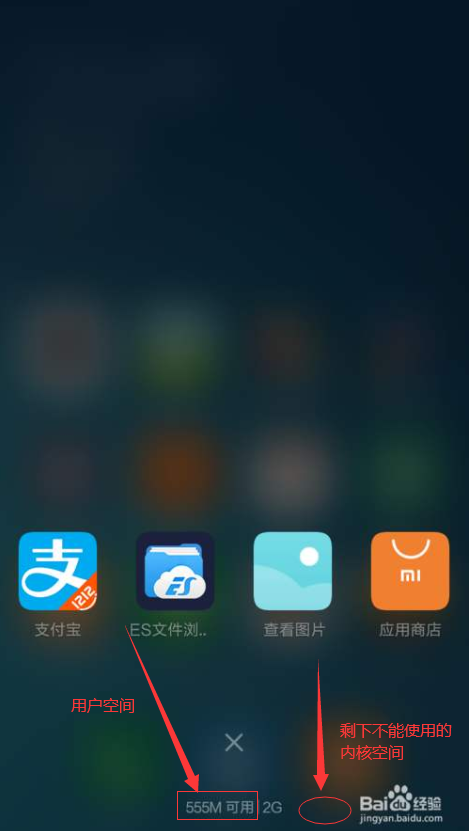 支
1212
ES
mi
支付宝
ES文件浏..
查看图片
应用商店
用户空间
剩下不能使用的
内核空间
555M 可用 2G
Bai du 经验
jingyan.baidu.com